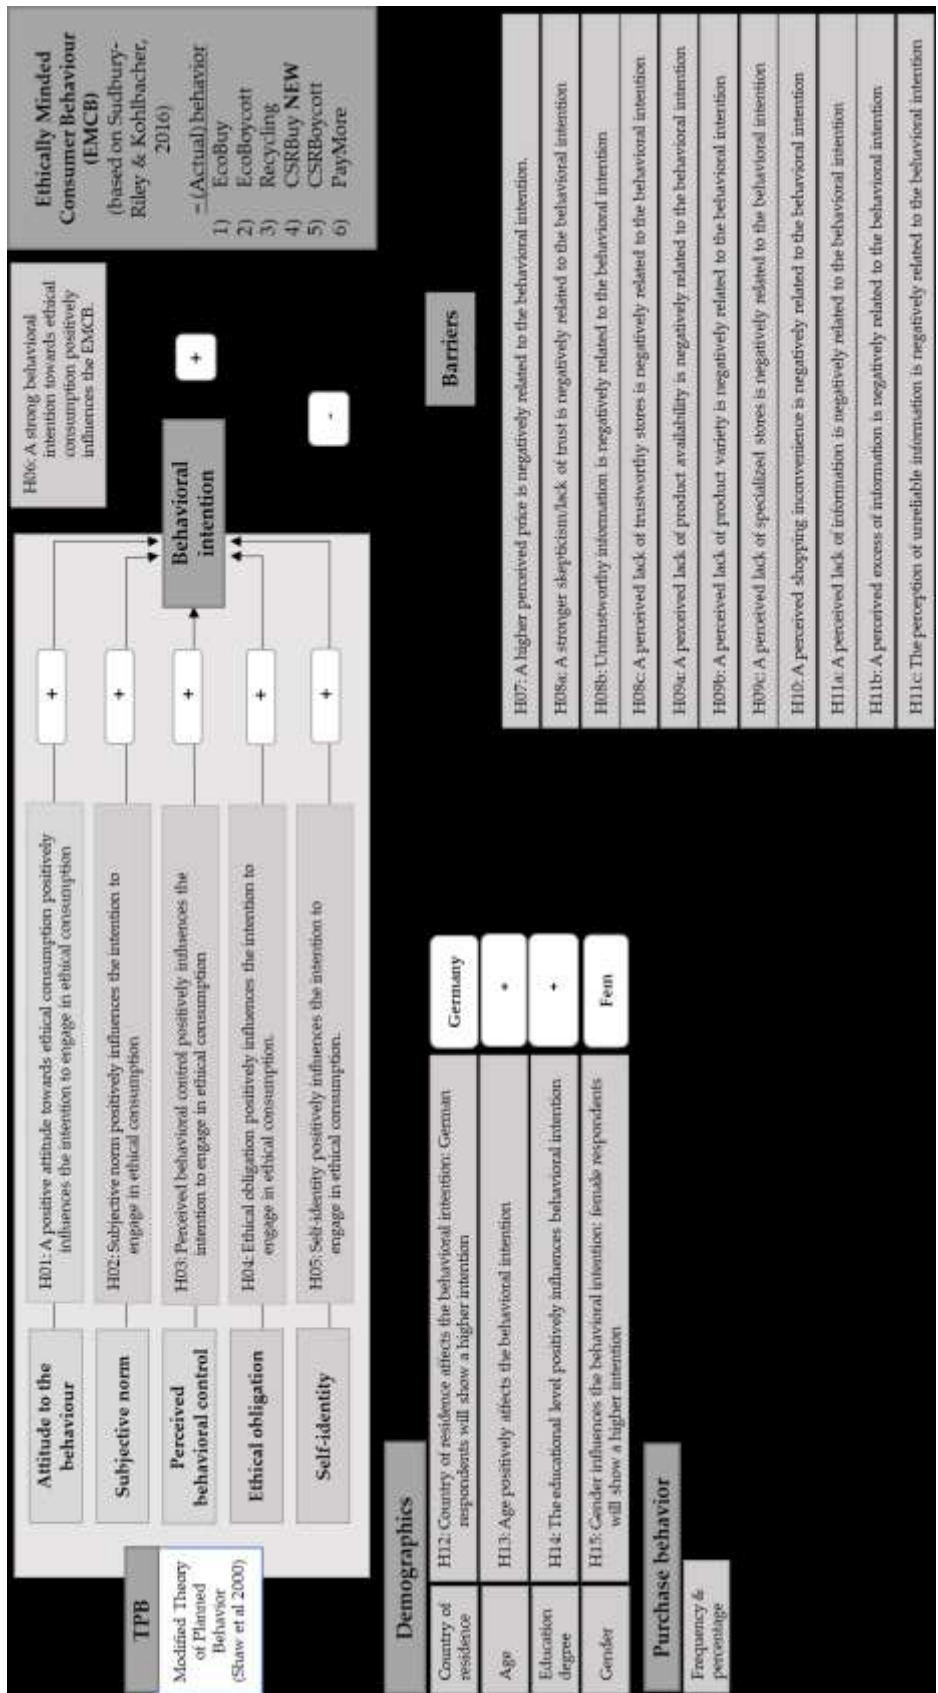 TPB
Modified Theory
of Planned
Behavior
(Shaw et al 2000)
Attitude to the
behaviour
H01: A positive attitude towards ethical consumption positively
influences the intention to engage in ethical consumption
+
Subjective norm
H02: Subjective norm positively influences the intention to
engage in ethical consumption
+
Perceived
behavioral control
H03: Perceived behavioral control positively influences the
intention to engage in ethical consumption
+
Ethical obligation
H04: Ethical obligation positively influences the intention to
engage in ethical consumption.
+
Self-identity
H05: Self-identity positively influences the intention to
engage in ethical consumption.
+
Behavioral
intention
H06: A strong behavioral
intention towards ethical
consumption positively
influences the EMCB.
+
-
Ethically Minded
Consumer Behaviour
(EMCB)
(based on Sudbury-
Riley & Kohlbacher,
2016)
= (Actual) behavior
1) EcoBuy
2) EcoBoycott
3) Recycling
4) CSRBuy NEW
5) CSRBoycott
6) PayMore
Demographics
Country of
residence
H12: Country of residence affects the behavioral intention: German
respondents will show a higher intention
Germany
Age
H13: Age positively affects the behavioral intention
+
Education
degree
H14: The educational level positively influences behavioral intention
+
Gender
H15: Gender influences the behavioral intention: female respondents
will show a higher intention
Fem
Purchase behavior
Frequency &
percentage
Barriers
H07: A higher perceived price is negatively related to the behavioral intention.
H08a: A stronger skepticism/lack of trust is negatively related to the behavioral intention
H08b: Untrustworthy information is negatively related to the behavioral intention
H08c: A perceived lack of trustworthy stores is negatively related to the behavioral intention
H09a: A perceived lack of product availability is negatively related to the behavioral intention
H09b: A perceived lack of product variety is negatively related to the behavioral intention
H09c: A perceived lack of specialized stores is negatively related to the behavioral intention
H10: A perceived shopping inconvenience is negatively related to the behavioral intention
H11a: A perceived lack of information is negatively related to the behavioral intention
H11b: A perceived excess of information is negatively related to the behavioral intention
H11c: The perception of unreliable information is negatively related to the behavioral intention